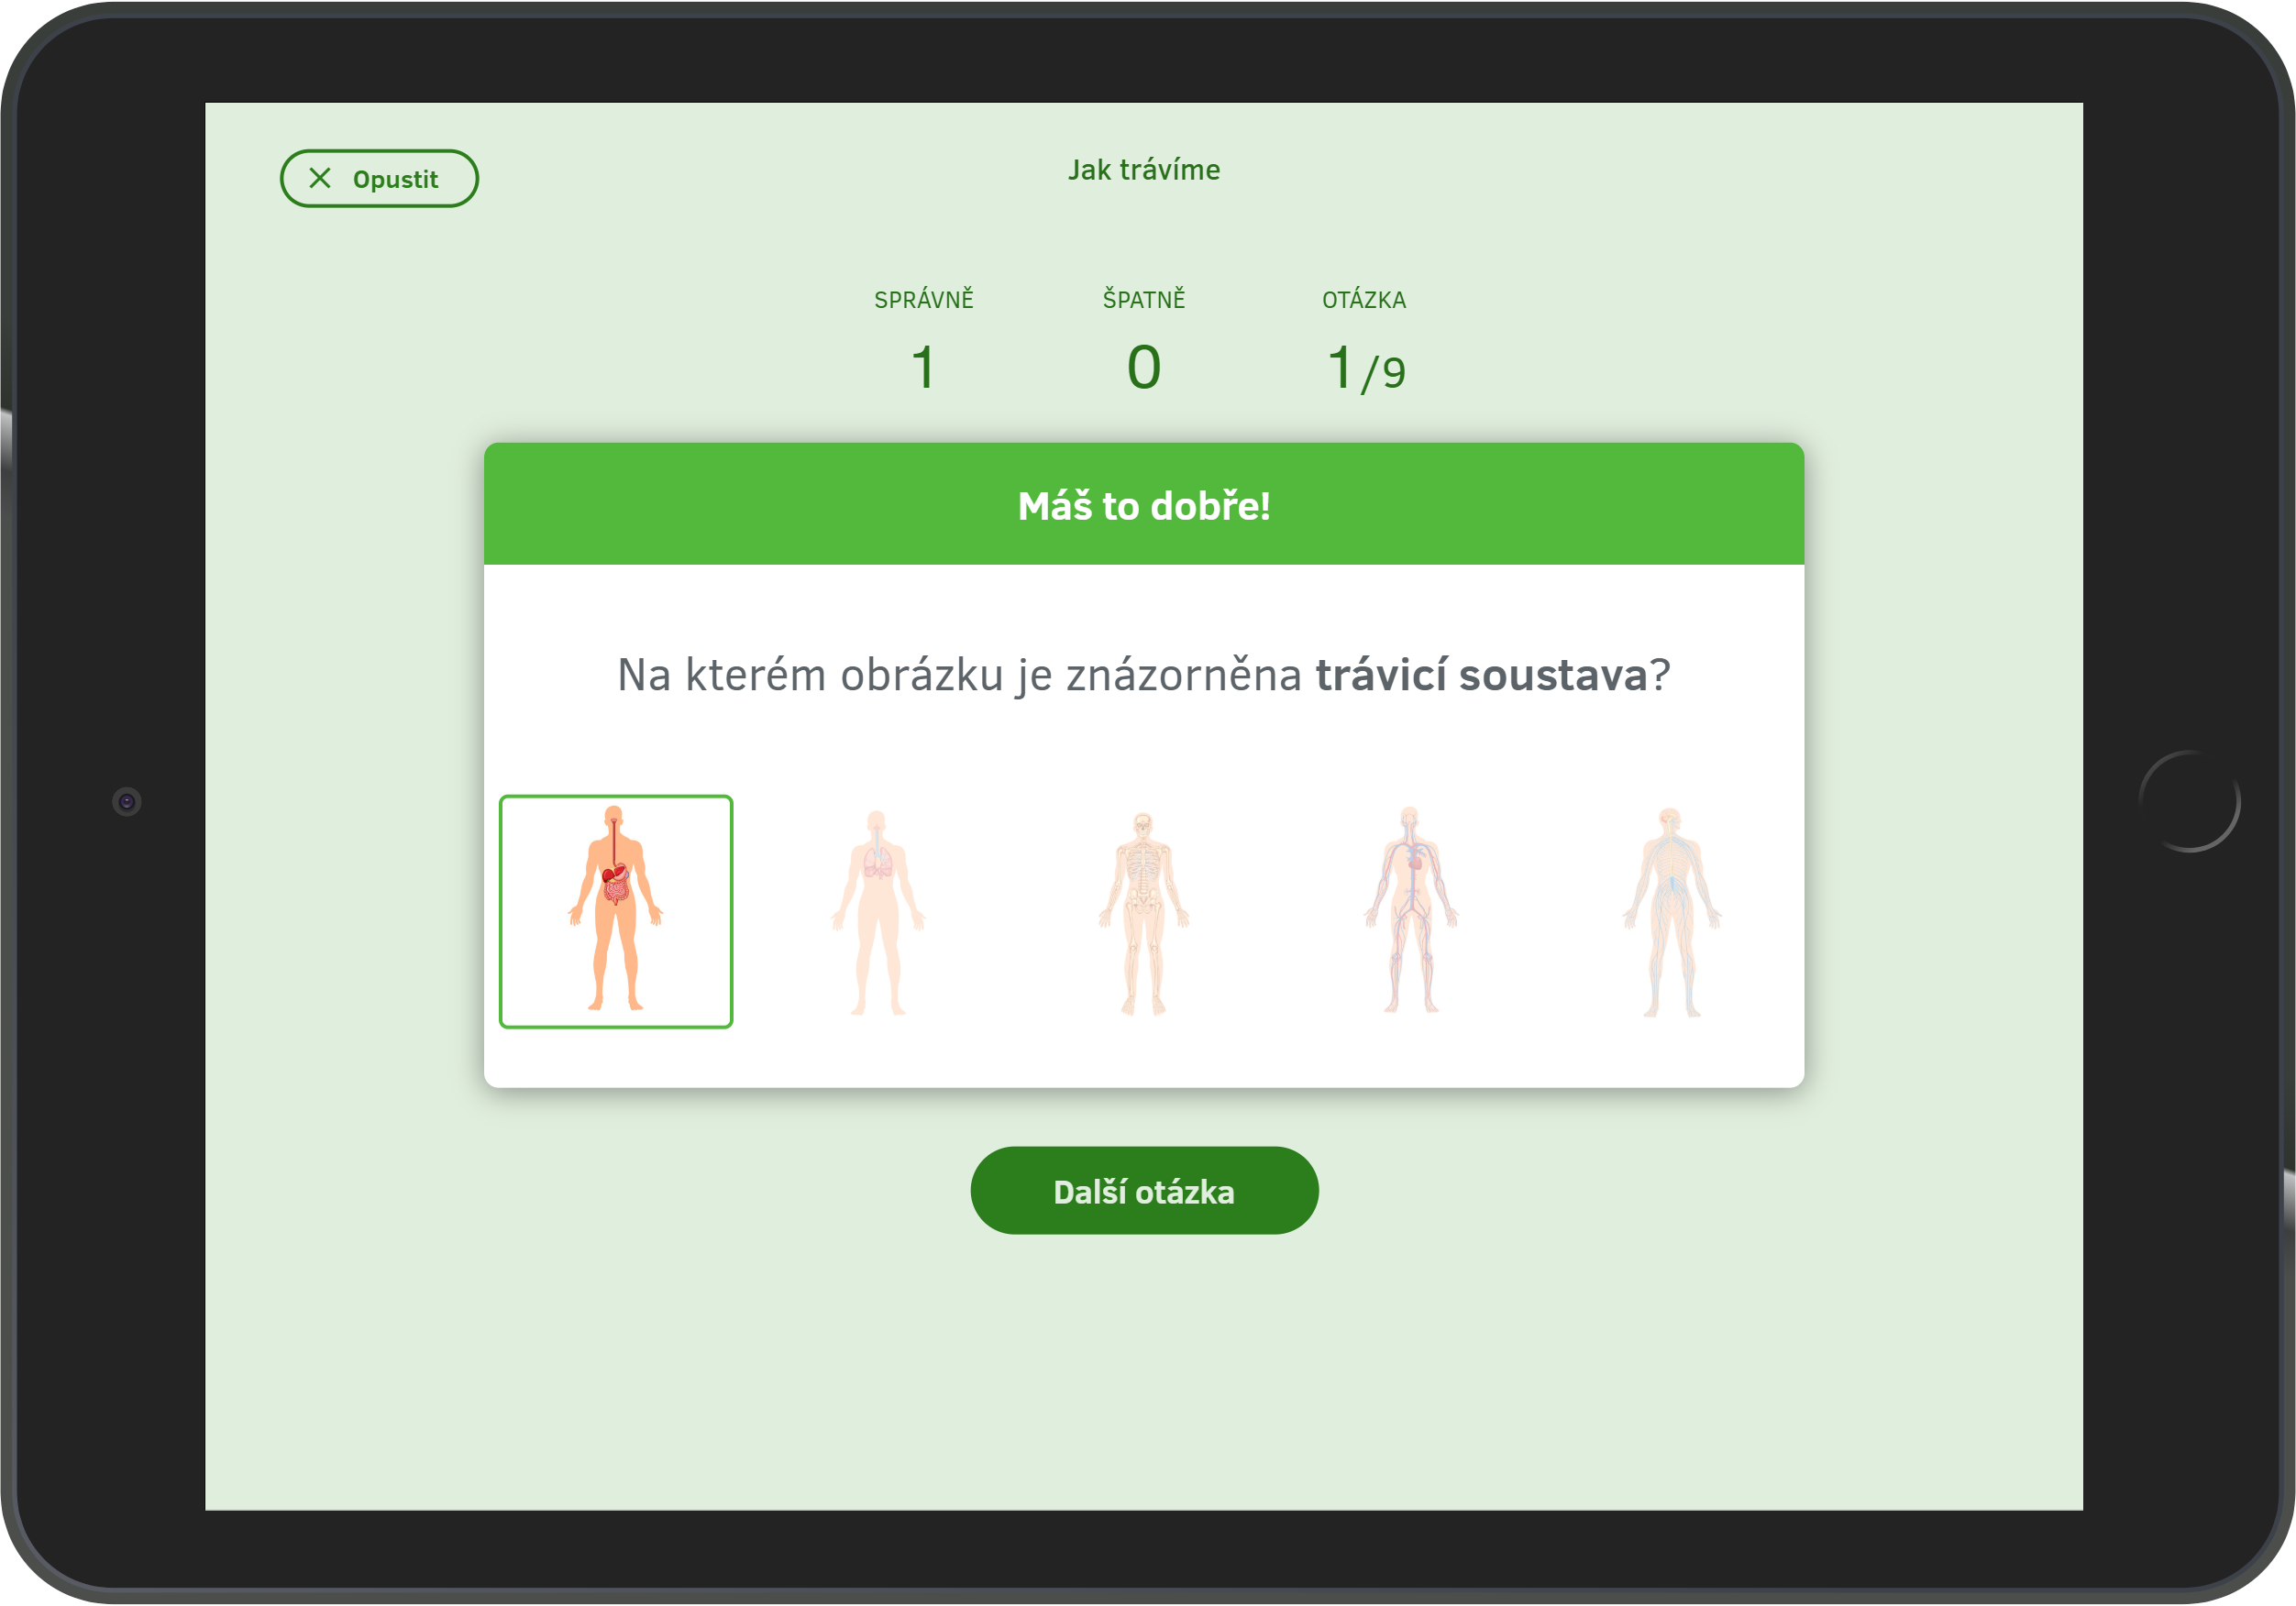 Opustit
Jak trávíme
SPRÁVNĚ ŠPATNĚ OTÁZKA
1 0 1/9
Máš to dobře!
Na kterém obrázku je znázorněna trávicí soustava?
Další otázka